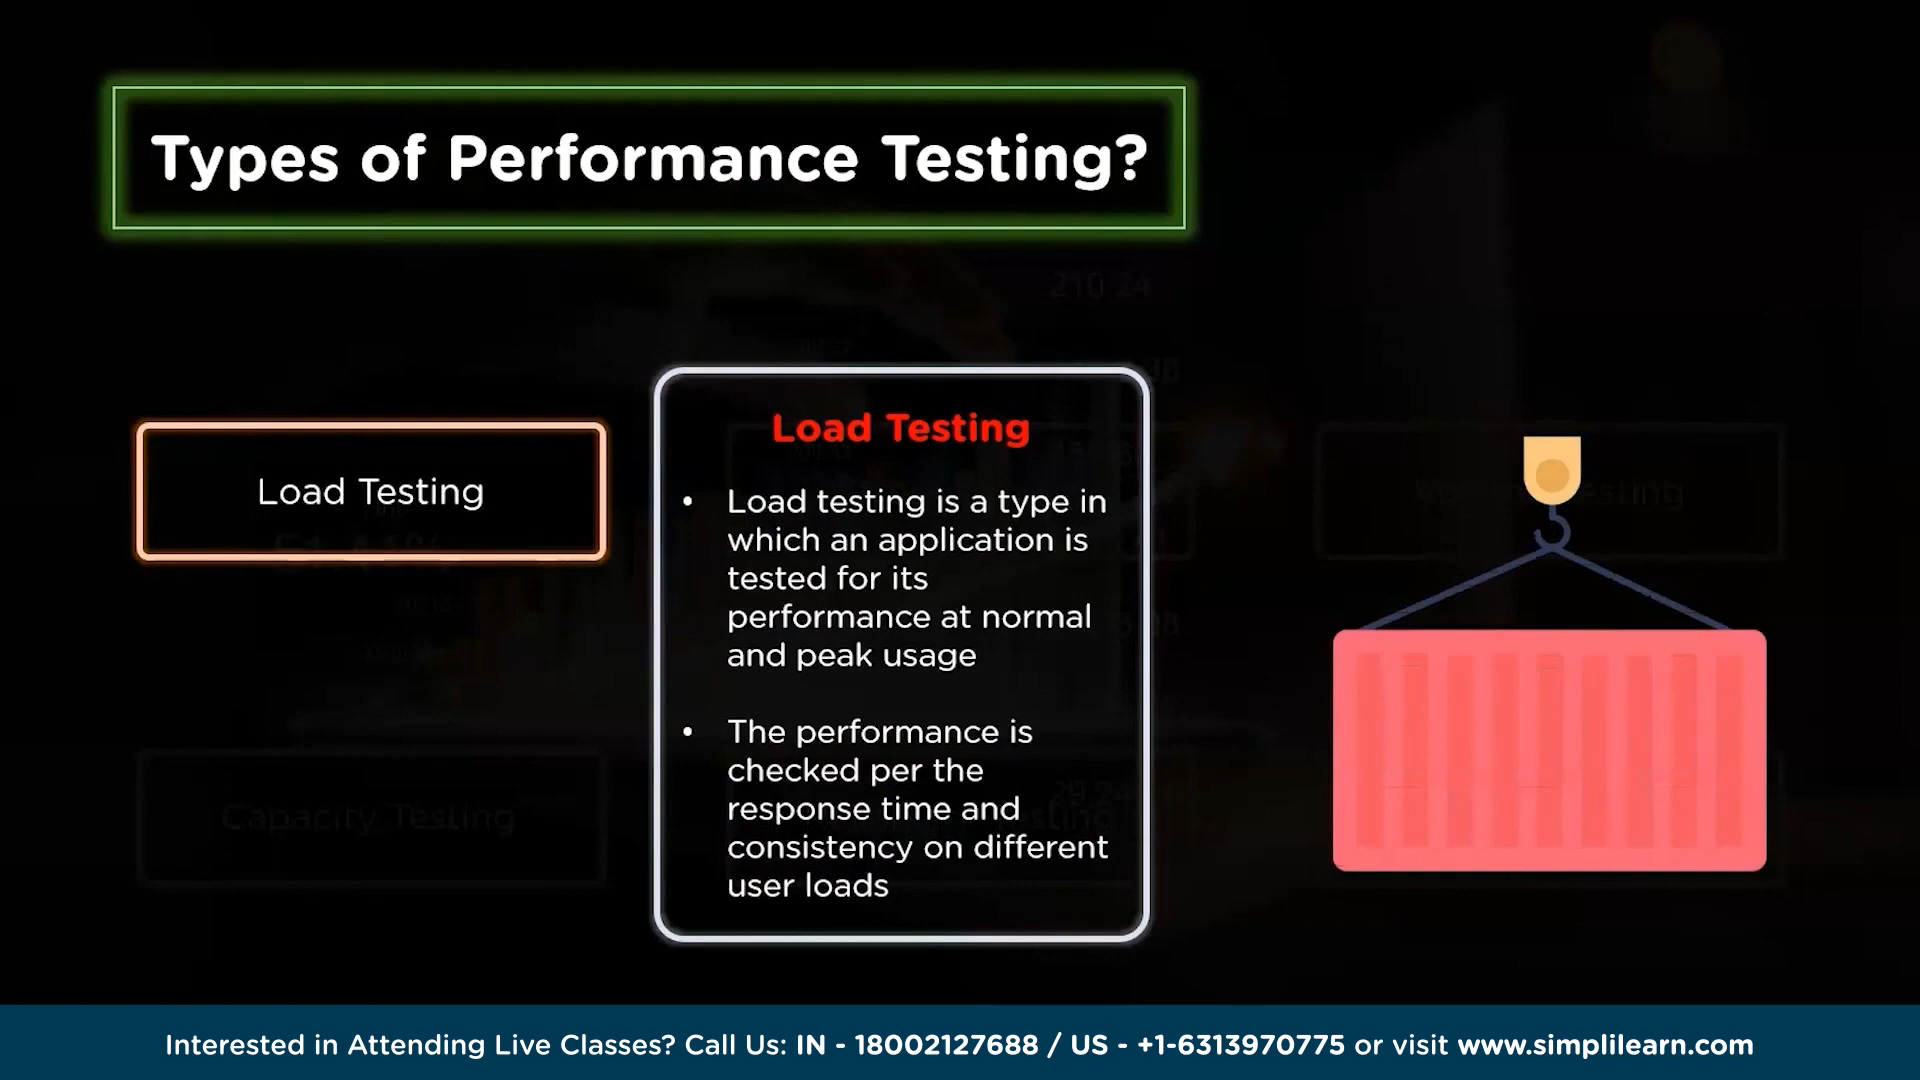 Types of Performance Testing?
Load Testing
Load Testing
• Load testing is a type in
which an application is
tested for its
performance at normal
and peak usage
• The performance is
checked per the
response time and
consistency on different
user loads
Capacity Testing
Interested in Attending Live Classes? Call Us: IN - 18002127688 / US - +1-6313970775 or visit www.simplilearn.com